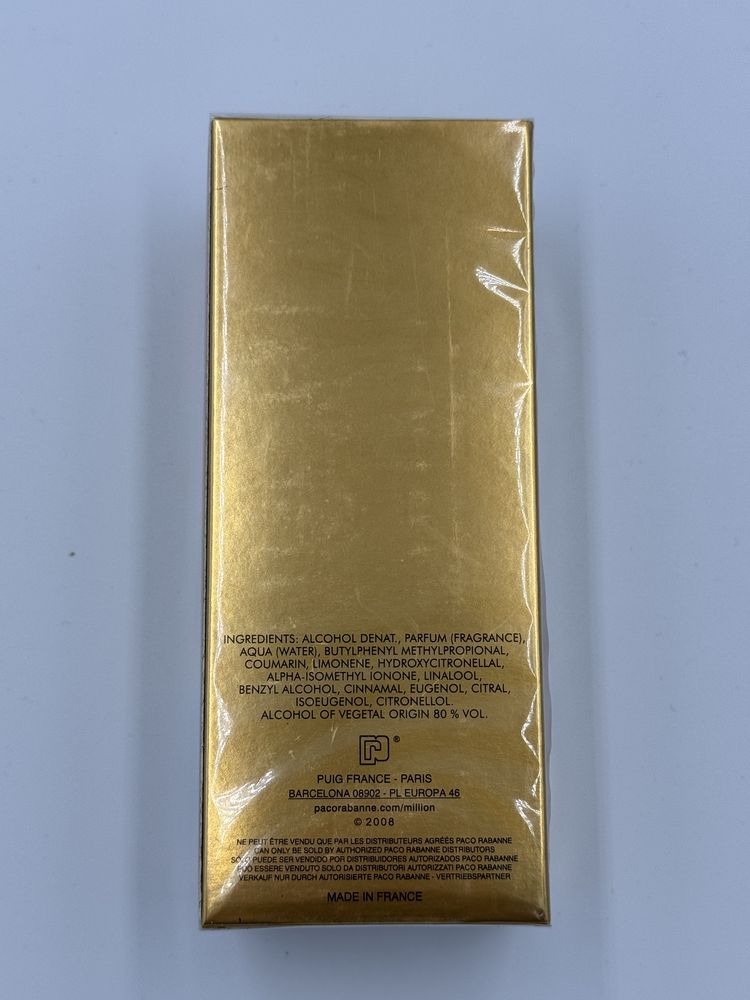 INGREDIENTS: ALCOHOL DENAT., PARFUM (FRAGRANCE),
AQUA (WATER), BUTYLPHENYL METHYLPROPIONAL,
COUMARIN, LIMONENE, HYDROXYCITRONELLAL,
ALPHA-ISOMETHYL IONONE, LINALOOL,
BENZYL ALCOHOL, CINNAMAL, EUGENOL, CITRAL,
ISOEUGENOL, CITRONELLOL.
ALCOHOL OF VEGETAL ORIGIN 80 % VOL.
®
PUIG FRANCE - PARIS
BARCELONA 08902 - PL EUROPA 46
pacorabanne.com/million
© 2008
NE PEUT ÊTRE VENDU QUE PAR LES DISTRIBUTEURS AGRÉÉS PACO RABANNE
CAN ONLY BE SOLD BY AUTHORIZED PACO RABANNE DISTRIBUTORS
SOLO PUEDE SER VENDIDO POR DISTRIBUIDORES AUTORIZADOS PACO RABANNE
PUÒ ESSERE VENDUTO SOLO DA DISTRIBUTORI AUTORIZZATI PACO RABANNE
VERKAUF NUR DURCH AUTORISIERTE PACO RABANNE - VERTRIEBSPARTNER
MADE IN FRANCE